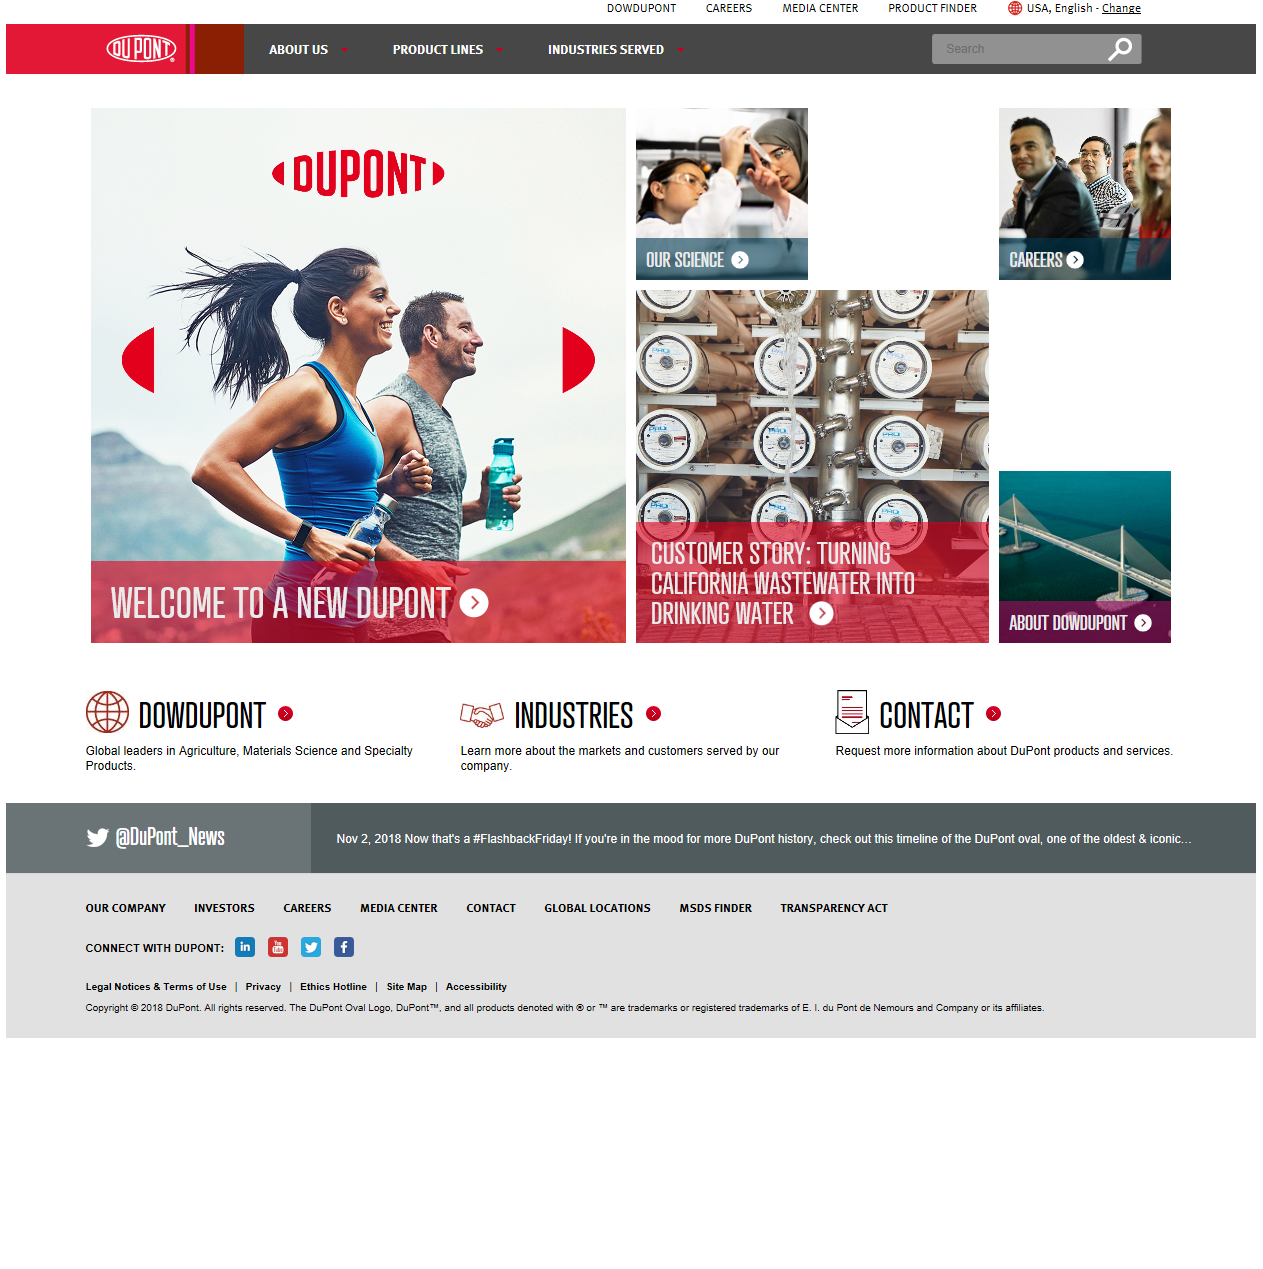 DOWDUPONT CAREERS MEDIA CENTER PRODUCT FINDER USA, English - Change
DU PONT® ABOUT US PRODUCT LINES INDUSTRIES SERVED Search
DUPONT
OUR SCIENCE
CAREERS
WELCOME TO A NEW DUPONT
CUSTOMER STORY: TURNING
CALIFORNIA WASTEWATER INTO
DRINKING WATER
ABOUT DOWDUPONT
DOWDUPONT
Global leaders in Agriculture, Materials Science and Specialty
Products.
INDUSTRIES
Learn more about the markets and customers served by our
company.
CONTACT
Request more information about DuPont products and services.
@DuPont_News
Nov 2, 2018 Now that's a #FlashbackFriday! If you're in the mood for more DuPont history, check out this timeline of the DuPont oval, one of the oldest & iconic...
OUR COMPANY INVESTORS CAREERS MEDIA CENTER CONTACT GLOBAL LOCATIONS MSDS FINDER TRANSPARENCY ACT
CONNECT WITH DUPONT: in You Tube f
Legal Notices & Terms of Use | Privacy | Ethics Hotline | Site Map | Accessibility
Copyright © 2018 DuPont. All rights reserved. The DuPont Oval Logo, DuPont™, and all products denoted with ® or ™ are trademarks or registered trademarks of E. I. du Pont de Nemours and Company or its affiliates.